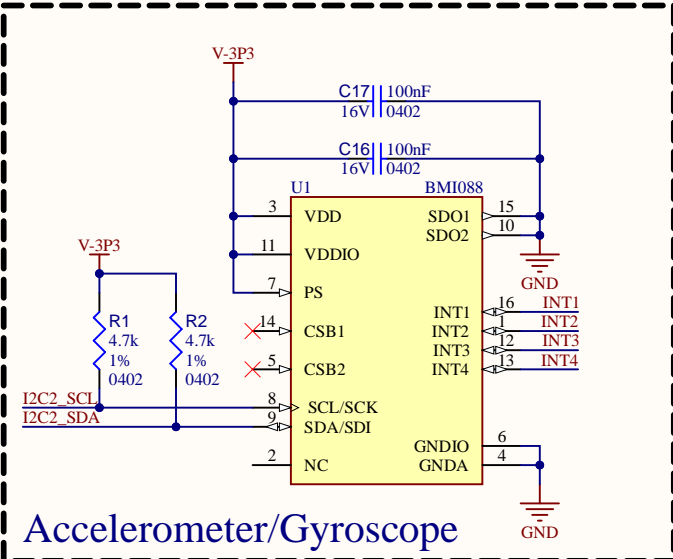 V-3P3
C17 100nF
16V 0402
C16 100nF
16V 0402
U1 BMI088
3 VDD SDO1 15
SDO2 10
11 VDDIO
V-3P3
GND
7 PS
INT1 16 INT1
14 CSB1 INT2 1 INT2
INT3 12 INT3
5 CSB2 INT4 13 INT4
R1 R2
4.7k 4.7k
1% 1%
0402 0402
I2C2_SCL 8 SCL/SCK
I2C2_SDA 9 SDA/SDI
GNDIO 6
2 NC GNDA 4
GND
Accelerometer/Gyroscope